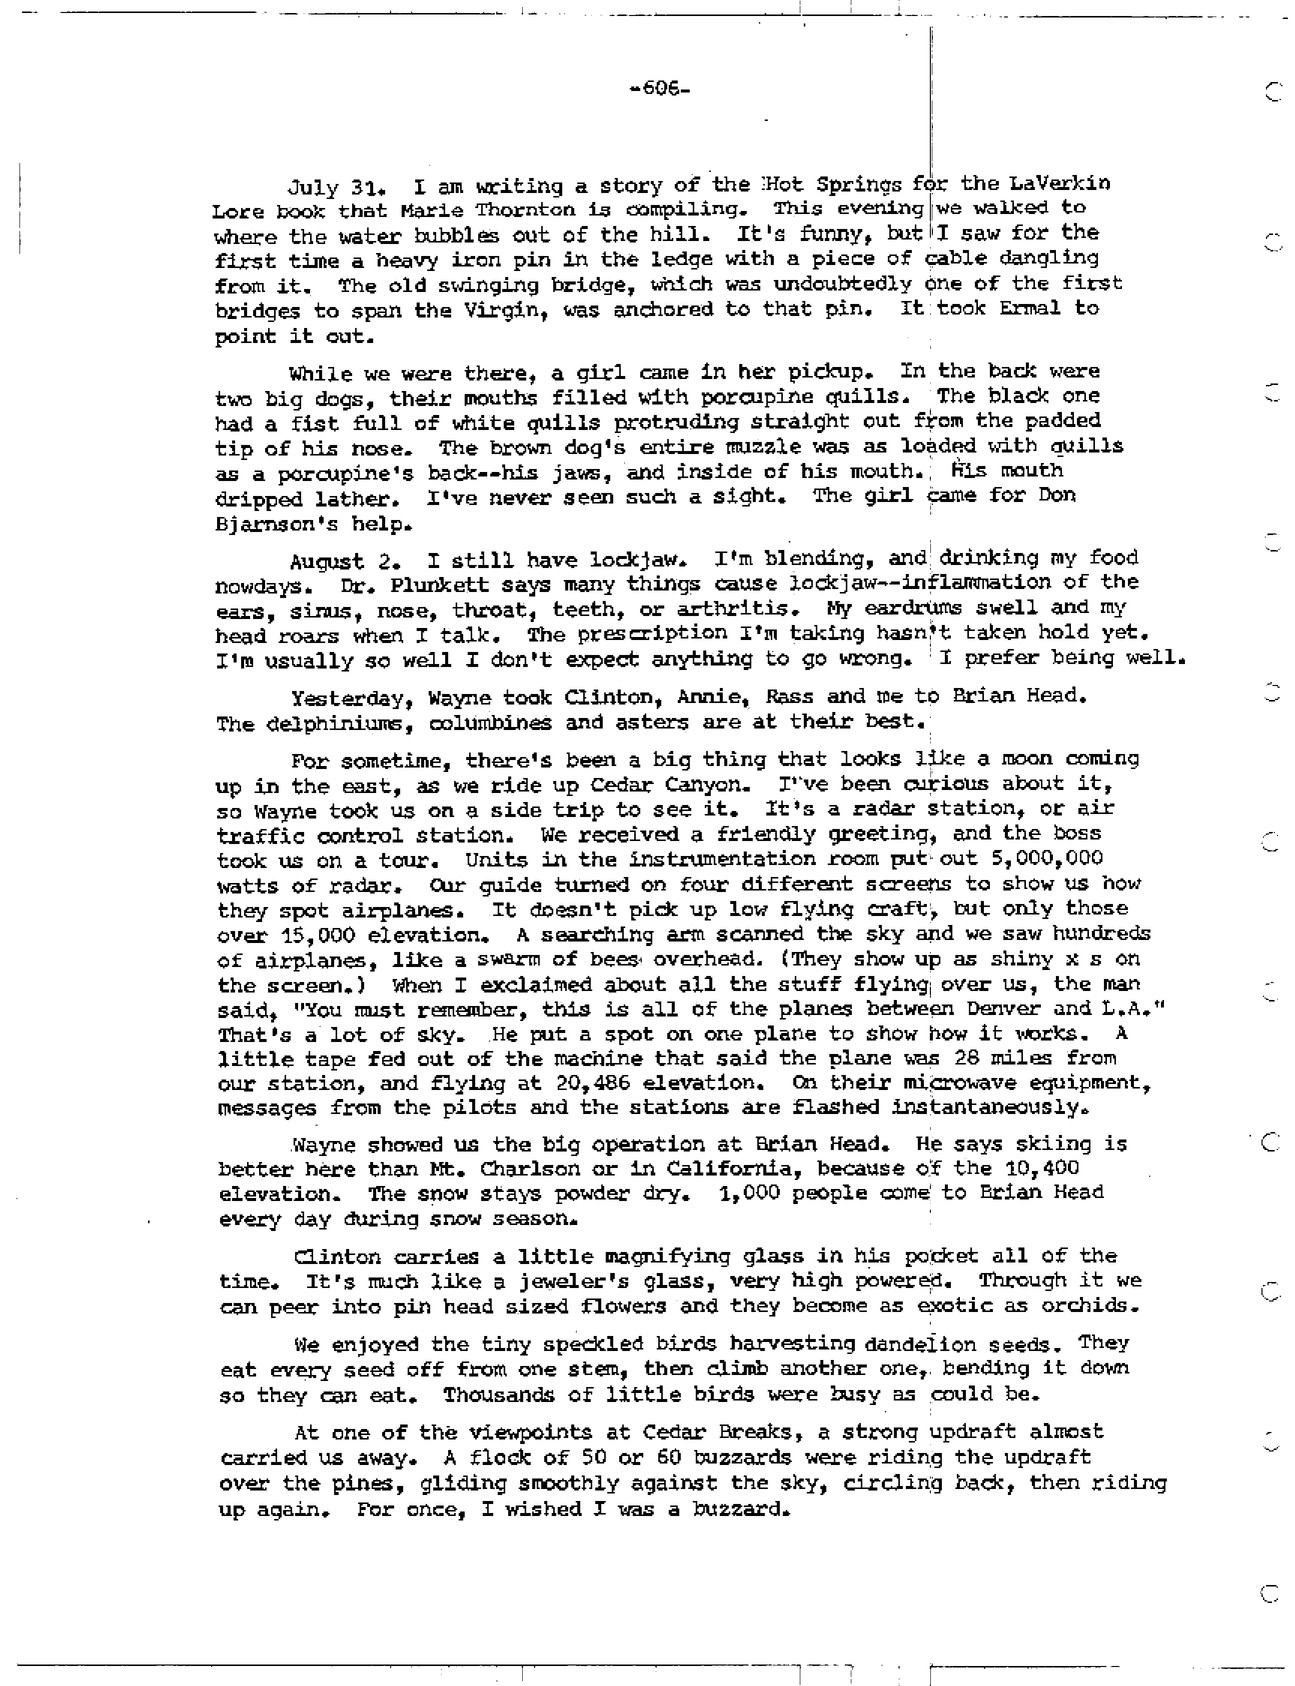 -606-
July 31. I am writing a story of the Hot Springs for the LaVerkin
Lore book that Marie Thornton is compiling. This evening we walked to
where the water bubbles out of the hill. It's funny, but I saw for the
first time a heavy iron pin in the ledge with a piece of cable dangling
from it. The old swinging bridge, which was undoubtedly one of the first
bridges to span the Virgin, was anchored to that pin. It took Ermal to
point it out.
While we were there, a girl came in her pickup. In the back were
two big dogs, their mouths filled with porcupine quills. The black one
had a fist full of white quills protruding straight out from the padded
tip of his nose. The brown dog's entire muzzle was as loaded with quills
as a porcupine's back--his jaws, and inside of his mouth. His mouth
dripped lather. I've never seen such a sight. The girl came for Don
Bjarnson's help.
August 2. I still have lockjaw. I'm blending, and drinking my food
nowdays. Dr. Plunkett says many things cause lockjaw--inflammation of the
ears, sinus, nose, throat, teeth, or arthritis. My eardrums swell and my
head roars when I talk. The prescription I'm taking hasn't taken hold yet.
I'm usually so well I don't expect anything to go wrong. I prefer being well.
Yesterday, Wayne took Clinton, Annie, Rass and me to Brian Head.
The delphiniums, columbines and asters are at their best.
For sometime, there's been a big thing that looks like a moon coming
up in the east, as we ride up Cedar Canyon. I've been curious about it,
so Wayne took us on a side trip to see it. It's a radar station, or air
traffic control station. We received a friendly greeting, and the boss
took us on a tour. Units in the instrumentation room put out 5,000,000
watts of radar. Our guide turned on four different screens to show us how
they spot airplanes. It doesn't pick up low flying craft, but only those
over 15,000 elevation. A searching arm scanned the sky and we saw hundreds
of airplanes, like a swarm of bees overhead. (They show up as shiny x s on
the screen.) When I exclaimed about all the stuff flying over us, the man
said, "You must remember, this is all of the planes between Denver and L.A."
That's a lot of sky. He put a spot on one plane to show how it works. A
little tape fed out of the machine that said the plane was 28 miles from
our station, and flying at 20,486 elevation. On their microwave equipment,
messages from the pilots and the stations are flashed instantaneously.
Wayne showed us the big operation at Brian Head. He says skiing is
better here than Mt. Charlson or in California, because of the 10,400
elevation. The snow stays powder dry. 1,000 people come to Brian Head
every day during snow season.
Clinton carries a little magnifying glass in his pocket all of the
time. It's much like a jeweler's glass, very high powered. Through it we
can peer into pin head sized flowers and they become as exotic as orchids.
We enjoyed the tiny speckled birds harvesting dandelion seeds. They
eat every seed off from one stem, then climb another one, bending it down
so they can eat. Thousands of little birds were busy as could be.
At one of the viewpoints at Cedar Breaks, a strong updraft almost
carried us away. A flock of 50 or 60 buzzards were riding the updraft
over the pines, gliding smoothly against the sky, circling back, then riding
up again. For once, I wished I was a buzzard.